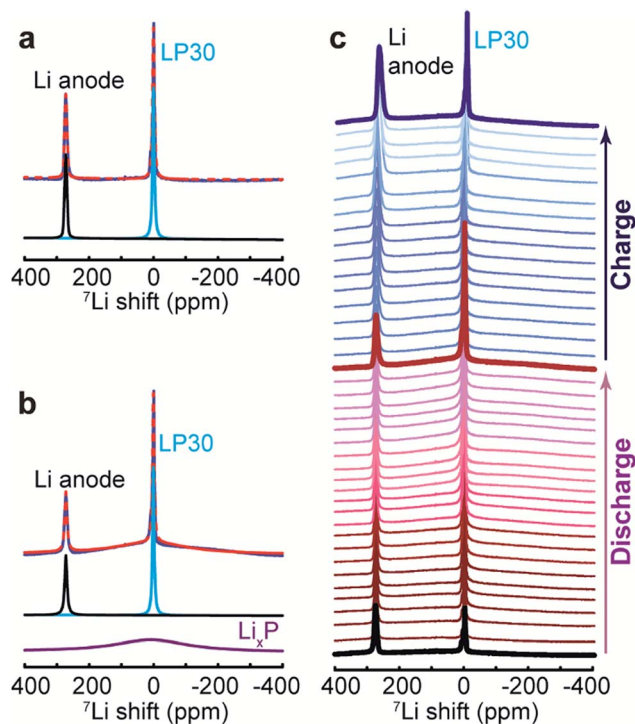 a
LP30
Li anode
400 200 0 -200 -400
⁷Li shift (ppm)
b
LP30
Li anode
LiₓP
400 200 0 -200 -400
⁷Li shift (ppm)
c
Li
anode
LP30
Charge
Discharge
400 200 0 -200 -400
⁷Li shift (ppm)